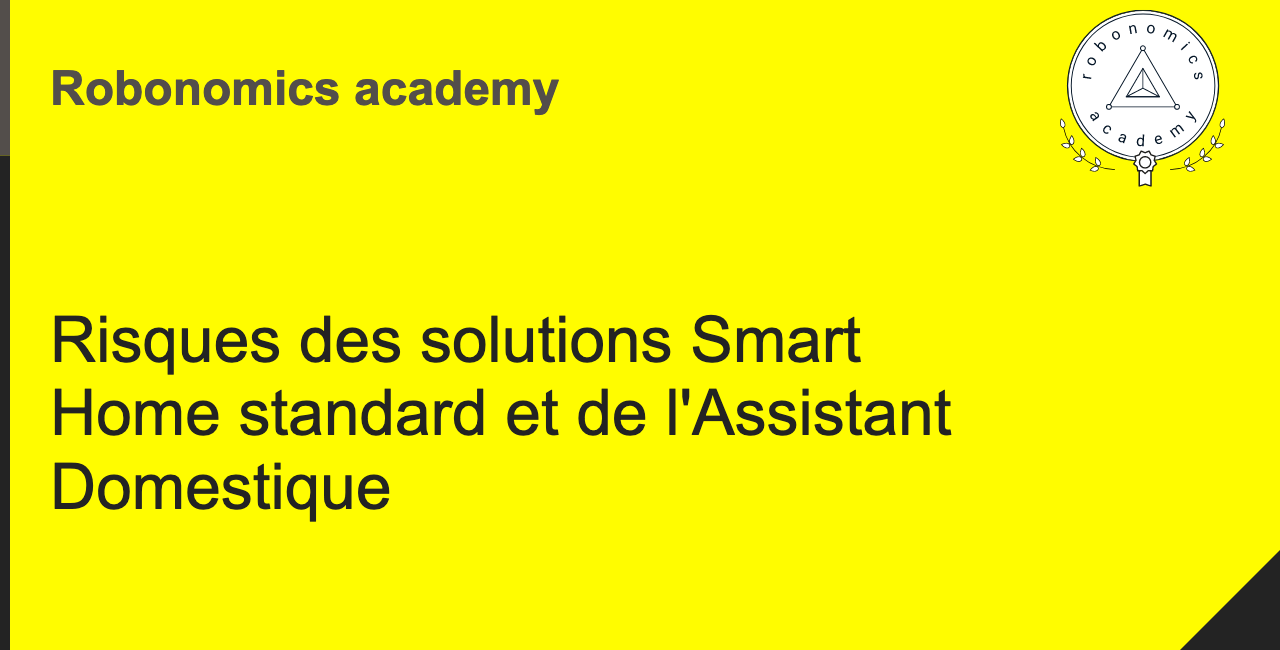 Robonomics academy
robonomics
academy
Risques des solutions Smart
Home standard et de l'Assistant
Domestique